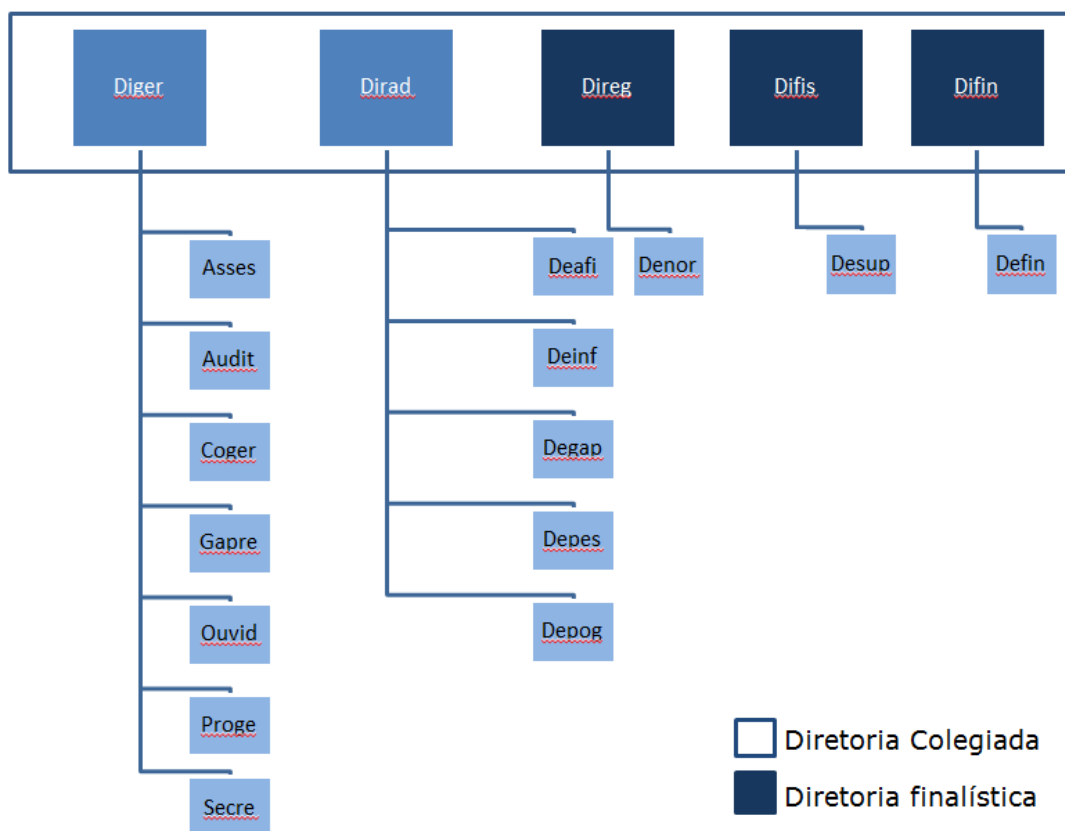 Diger
Dirad
Direg
Difis
Difin
Asses
Deafi
Denor
Desup
Defin
Audit
Deinf
Coger
Degap
Gapre
Depes
Ouvid
Depog
Proge
Secre
Diretoria Colegiada
Diretoria finalística